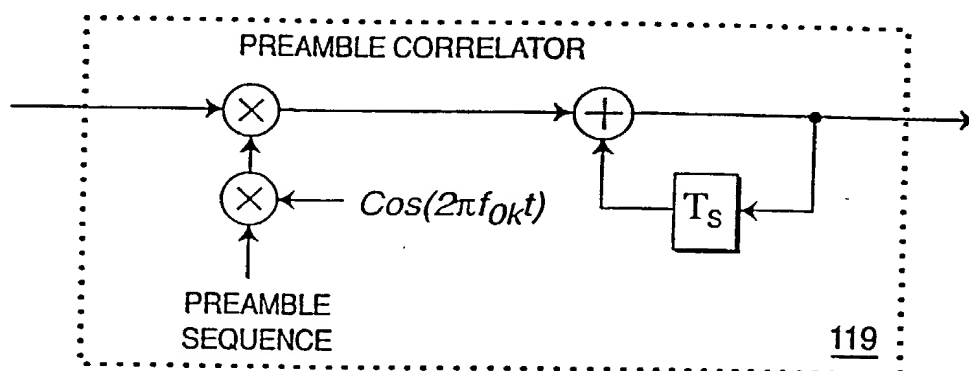 PREAMBLE CORRELATOR
Cos(2πf0kt)
TS
PREAMBLE
SEQUENCE
119